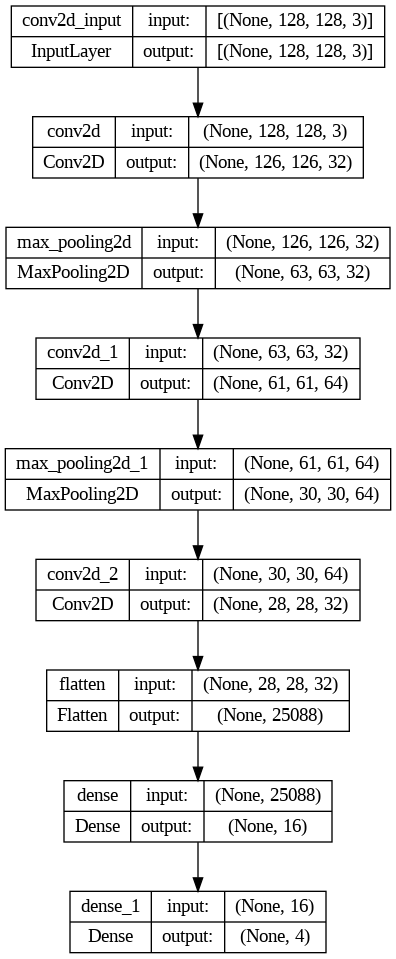 conv2d_input input: [(None, 128, 128, 3)]
InputLayer output: [(None, 128, 128, 3)]
conv2d input: (None, 128, 128, 3)
Conv2D output: (None, 126, 126, 32)
max_pooling2d input: (None, 126, 126, 32)
MaxPooling2D output: (None, 63, 63, 32)
conv2d_1 input: (None, 63, 63, 32)
Conv2D output: (None, 61, 61, 64)
max_pooling2d_1 input: (None, 61, 61, 64)
MaxPooling2D output: (None, 30, 30, 64)
conv2d_2 input: (None, 30, 30, 64)
Conv2D output: (None, 28, 28, 32)
flatten input: (None, 28, 28, 32)
Flatten output: (None, 25088)
dense input: (None, 25088)
Dense output: (None, 16)
dense_1 input: (None, 16)
Dense output: (None, 4)